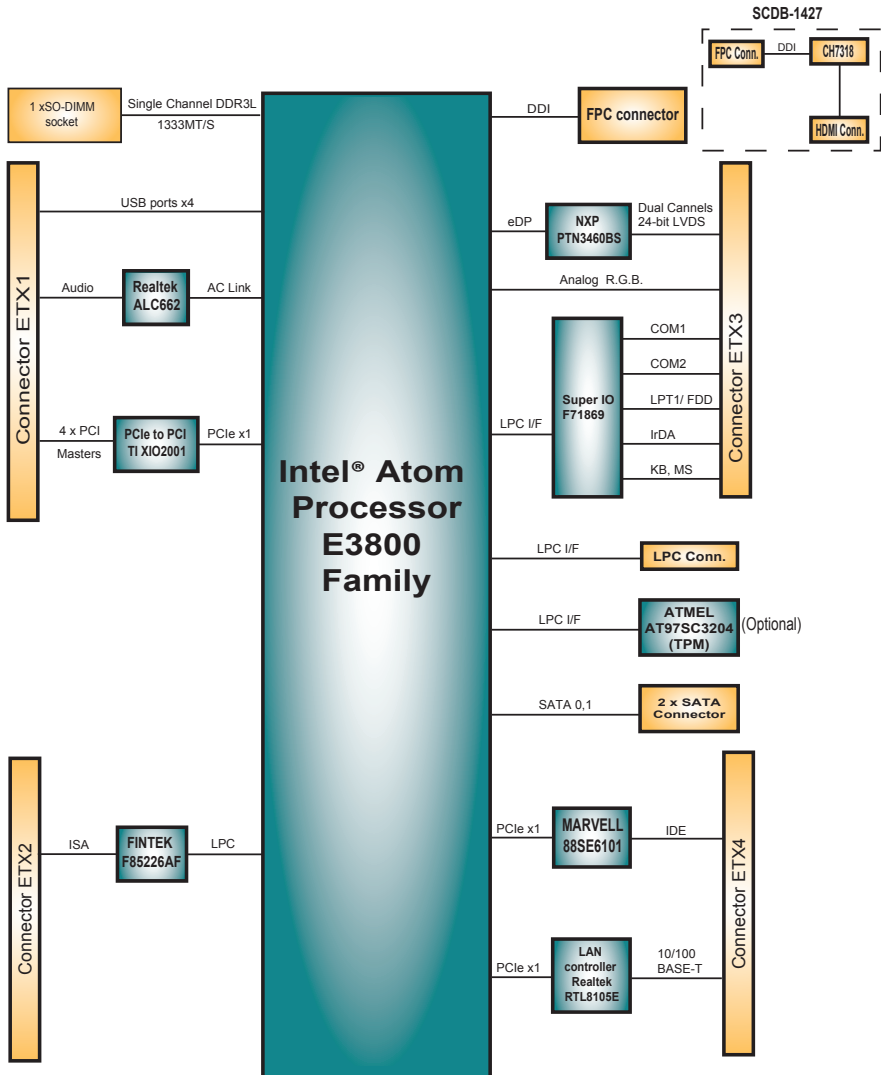 SCDB-1427
FPC Conn.
DDI
CH7318
HDMI Conn.
1 xSO-DIMM
socket
Single Channel DDR3L
1333MT/S
DDI
FPC connector
Connector ETX1
USB ports x4
Audio
Realtek
ALC662
AC Link
4 x PCI
Masters
PCIe to PCI
TI XIO2001
PCIe x1
Intel® Atom
Processor
E3800
Family
eDP
NXP
PTN3460BS
Dual Cannels
24-bit LVDS
Analog R.G.B.
LPC I/F
Super IO
F71869
COM1
COM2
LPT1/ FDD
IrDA
KB, MS
Connector ETX3
LPC I/F
LPC Conn.
LPC I/F
ATMEL
AT97SC3204
(TPM)
(Optional)
SATA 0,1
2 x SATA
Connector
Connector ETX2
ISA
FINTEK
F85226AF
LPC
PCIe x1
MARVELL
88SE6101
IDE
PCIe x1
LAN
controller
Realtek
RTL8105E
10/100
BASE-T
Connector ETX4